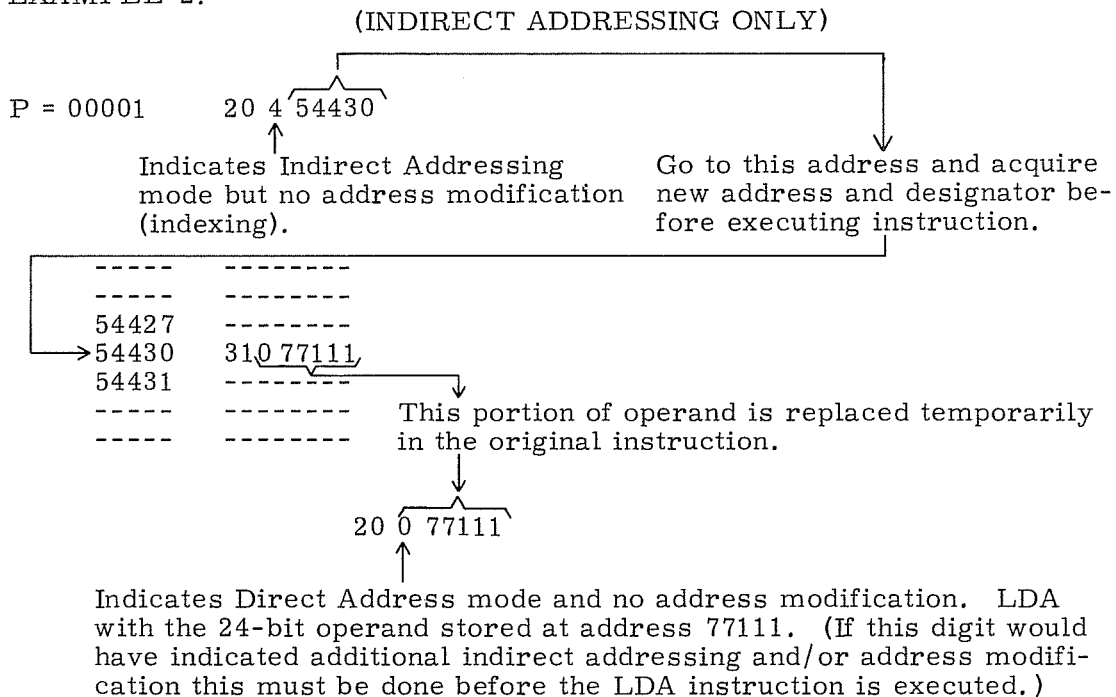 EXAMPLE 2.
(INDIRECT ADDRESSING ONLY)
P = 00001 20 4 54430
Indicates Indirect Addressing
mode but no address modification
(indexing).
Go to this address and acquire
new address and designator be-
fore executing instruction.
----- --------
----- --------
54427 --------
54430 310 77111
54431 --------
----- --------
----- --------
This portion of operand is replaced temporarily
in the original instruction.
20 0 77111
Indicates Direct Address mode and no address modification. LDA
with the 24-bit operand stored at address 77111. (If this digit would
have indicated additional indirect addressing and/or address modifi-
cation this must be done before the LDA instruction is executed.)